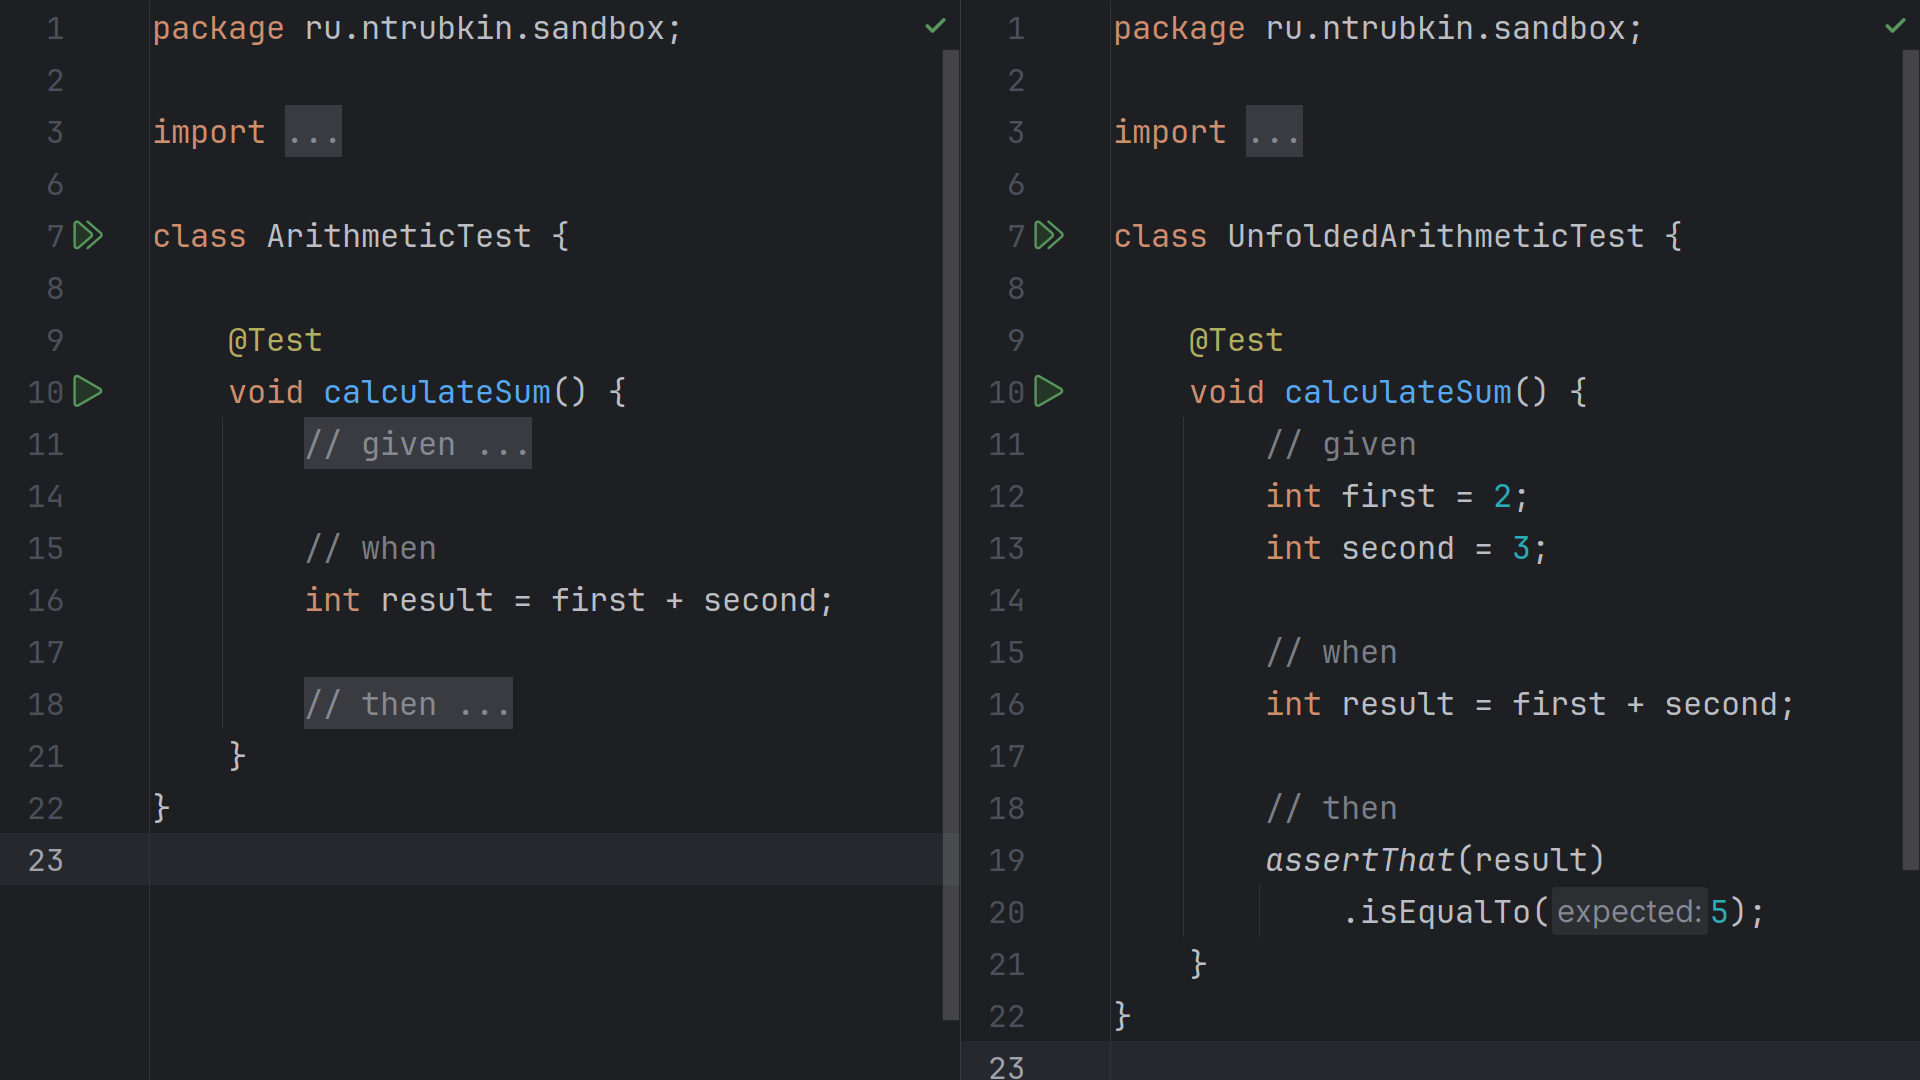 1 package ru.ntrubkin.sandbox;
2
3 import ...
6
7 class ArithmeticTest {
8
9 @Test
10 void calculateSum() {
11 // given ...
14
15 // when
16 int result = first + second;
17
18 // then ...
21 }
22 }
23
1 package ru.ntrubkin.sandbox;
2
3 import ...
6
7 class UnfoldedArithmeticTest {
8
9 @Test
10 void calculateSum() {
11 // given
12 int first = 2;
13 int second = 3;
14
15 // when
16 int result = first + second;
17
18 // then
19 assertThat(result)
20 .isEqualTo( expected: 5);
21 }
22 }
23